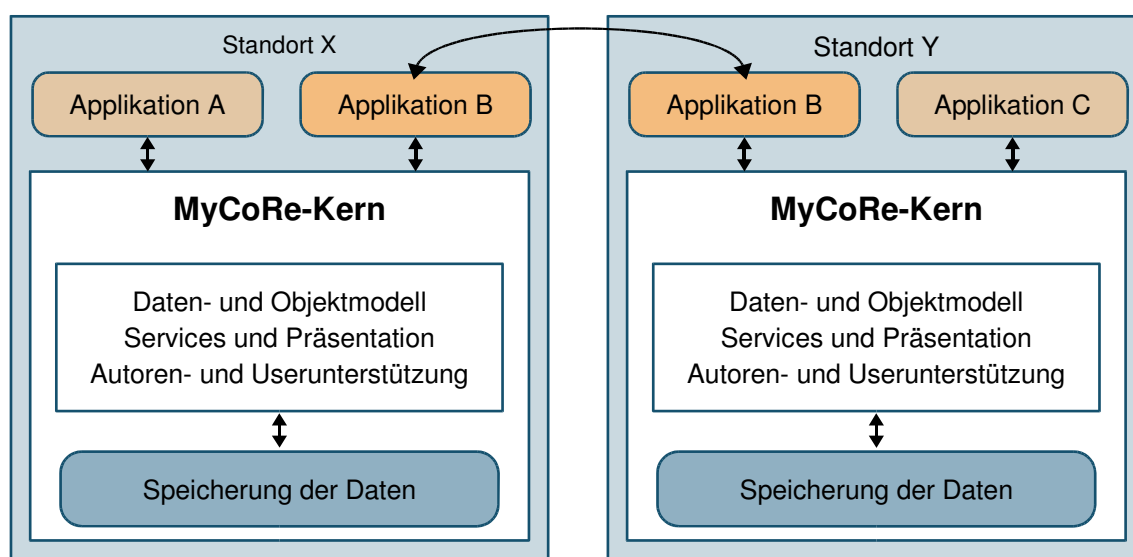 Standort X
Applikation A
Applikation B
MyCoRe-Kern
Daten- und Objektmodell
Services und Präsentation
Autoren- und Userunterstützung
Speicherung der Daten
Standort Y
Applikation B
Applikation C
MyCoRe-Kern
Daten- und Objektmodell
Services und Präsentation
Autoren- und Userunterstützung
Speicherung der Daten